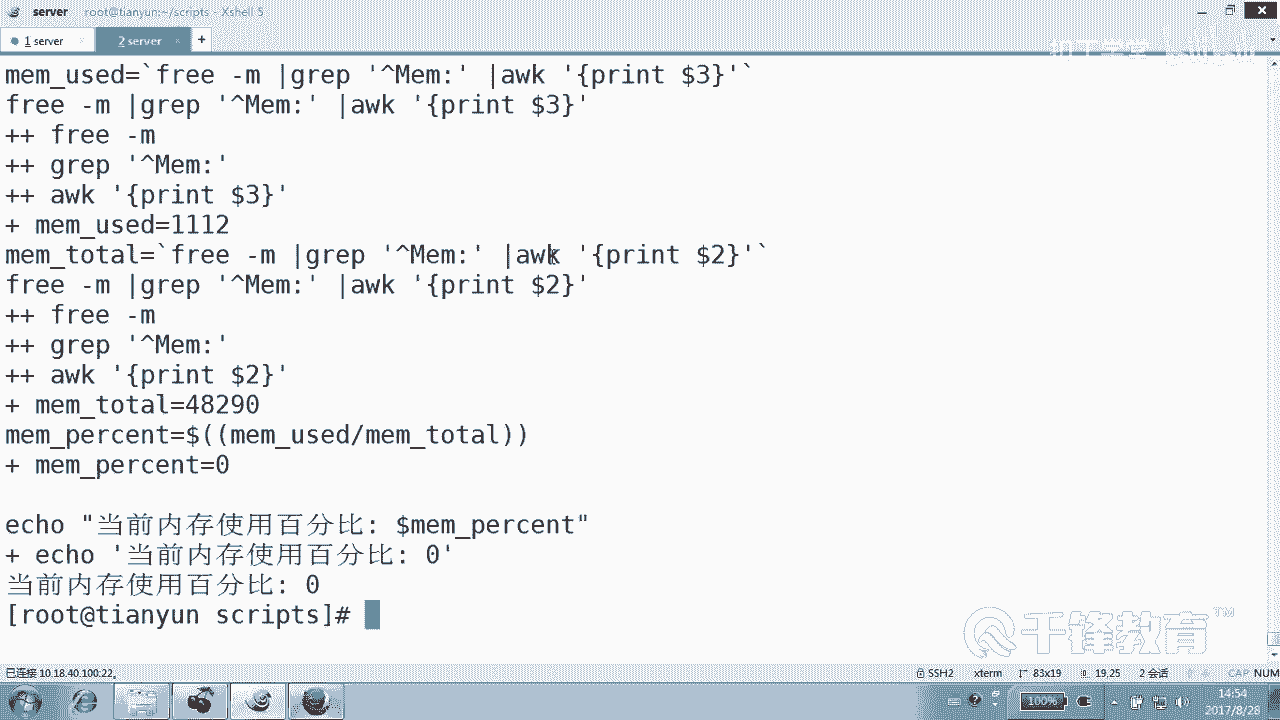 server root@tianyun:~/scripts - Xshell 5
1 server 2 server +
mem_used=`free -m |grep '^Mem:' |awk '{print $3}'`
free -m |grep '^Mem:' |awk '{print $3}'
++ free -m
++ grep '^Mem:'
++ awk '{print $3}'
+ mem_used=1112
mem_total=`free -m |grep '^Mem:' |awk '{print $2}'`
free -m |grep '^Mem:' |awk '{print $2}'
++ free -m
++ grep '^Mem:'
++ awk '{print $2}'
+ mem_total=48290
mem_percent=$((mem_used/mem_total))
+ mem_percent=0
echo "当前内存使用百分比: $mem_percent"
+ echo '当前内存使用百分比: 0'
当前内存使用百分比: 0
[root@tianyun scripts]#
千锋教育™
已连接 10.18.40.100:22。 SSH2 xterm 83x19 19,25 2 会话 CAP NUM
100% 14:54
2017/8/28